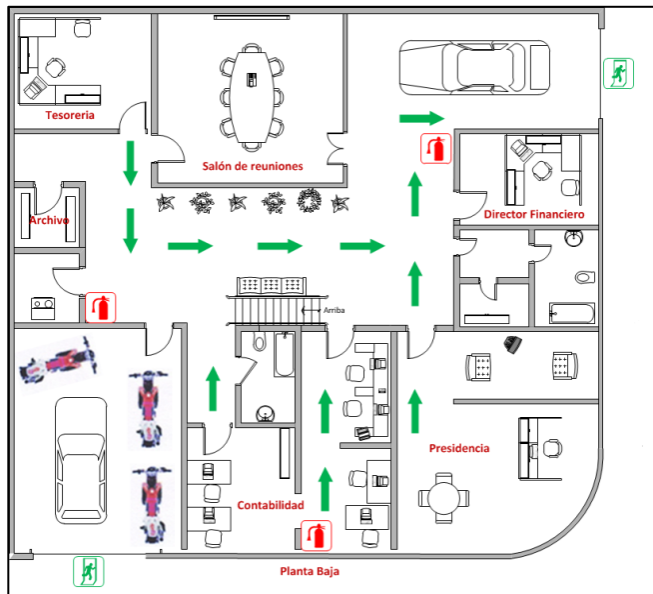 Tesoreria
Salón de reuniones
Archivo
Director Financiero
Arriba
Presidencia
Contabilidad
Planta Baja